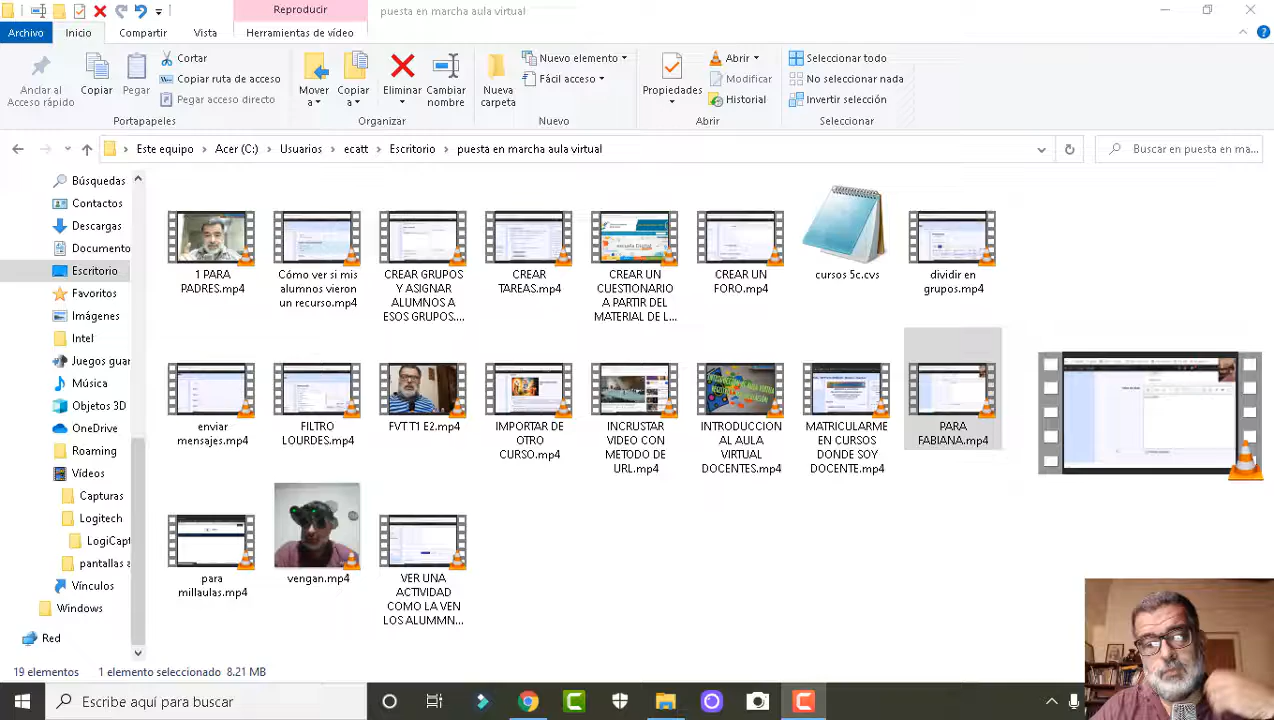 Reproducir
puesta en marcha aula virtual
Archivo
Inicio
Compartir
Vista
Herramientas de vídeo
Anclar al
Acceso rápido
Copiar
Pegar
Cortar
Copiar ruta de acceso
Pegar acceso directo
Portapapeles
Mover
a
Copiar
a
Eliminar
Cambiar
nombre
Organizar
Nueva
carpeta
Nuevo elemento
Fácil acceso
Nuevo
Propiedades
Abrir
Modificar
Historial
Abrir
Seleccionar todo
No seleccionar nada
Invertir selección
Seleccionar
Este equipo
Acer (C:)
Usuarios
ecatt
Escritorio
puesta en marcha aula virtual
Buscar en puesta en ma...
Búsquedas
Contactos
Descargas
Documento
Escritorio
Favoritos
Imágenes
Intel
Juegos guar
Música
Objetos 3D
OneDrive
Roaming
Vídeos
Capturas
Logitech
LogiCapt
pantallas a
Vínculos
Windows
Red
1 PARA
PADRES.mp4
Cómo ver si mis
alumnos vieron
un recurso.mp4
CREAR GRUPOS
Y ASIGNAR
ALUMNOS A
ESOS GRUPOS....
CREAR
TAREAS.mp4
CREAR UN
CUESTIONARIO
A PARTIR DEL
MATERIAL DE L...
CREAR UN
FORO.mp4
cursos 5c.cvs
dividir en
grupos.mp4
enviar
mensajes.mp4
FILTRO
LOURDES.mp4
FVTT1 E2.mp4
IMPORTAR DE
OTRO
CURSO.mp4
INCRUSTAR
VIDEO CON
METODO DE
URL.mp4
INTRODUCCION
AL AULA
VIRTUAL
DOCENTES.mp4
MATRICULARME
EN CURSOS
DONDE SOY
DOCENTE.mp4
PARA
FABIANA.mp4
para
millaulas.mp4
vengan.mp4
VER UNA
ACTIVIDAD
COMO LA VEN
LOS ALUMMN...
19 elementos
1 elemento seleccionado
8.21 MB
Escribe aquí para buscar